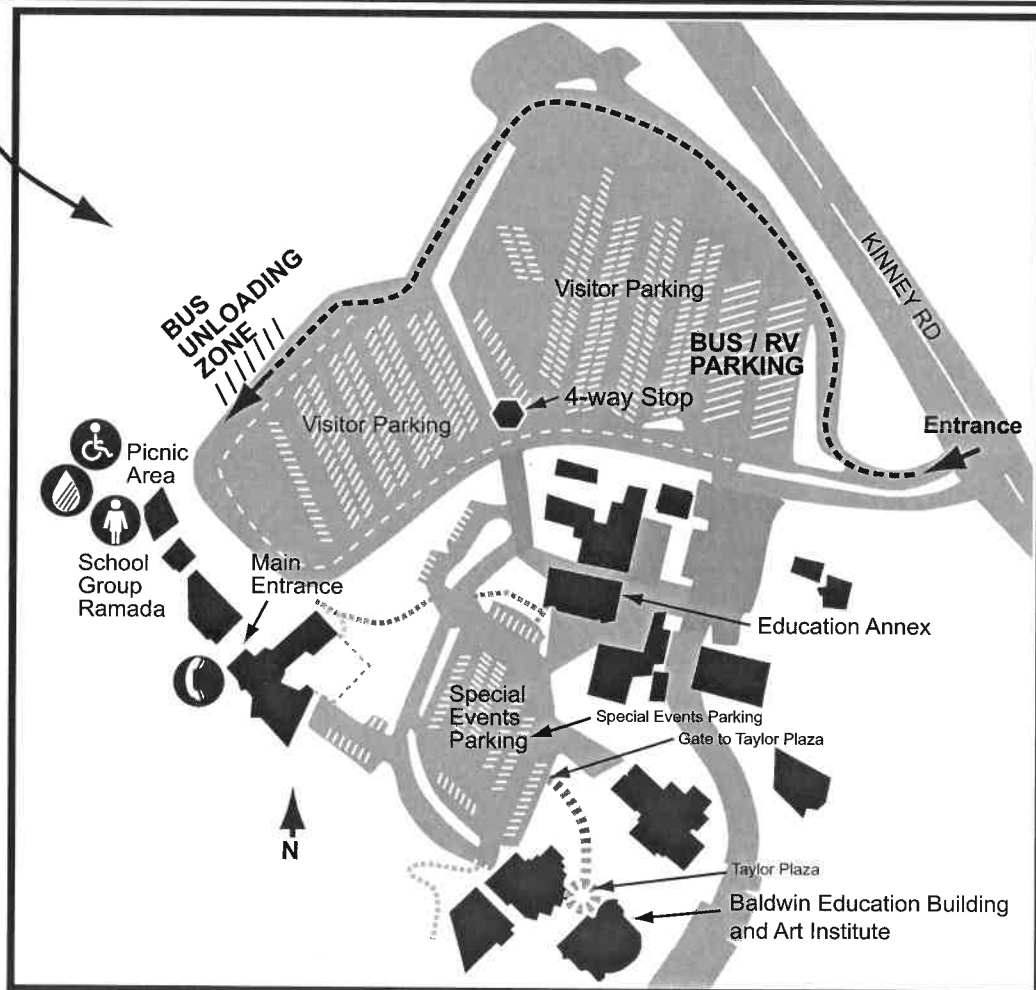 KINNEY RD
BUS
UNLOADING
ZONE
Visitor Parking
BUS / RV
PARKING
4-way Stop
Visitor Parking
Entrance
Picnic
Area
School
Group
Ramada
Main
Entrance
Education Annex
Special
Events
Parking
Special Events Parking
Gate to Taylor Plaza
N
Taylor Plaza
Baldwin Education Building
and Art Institute